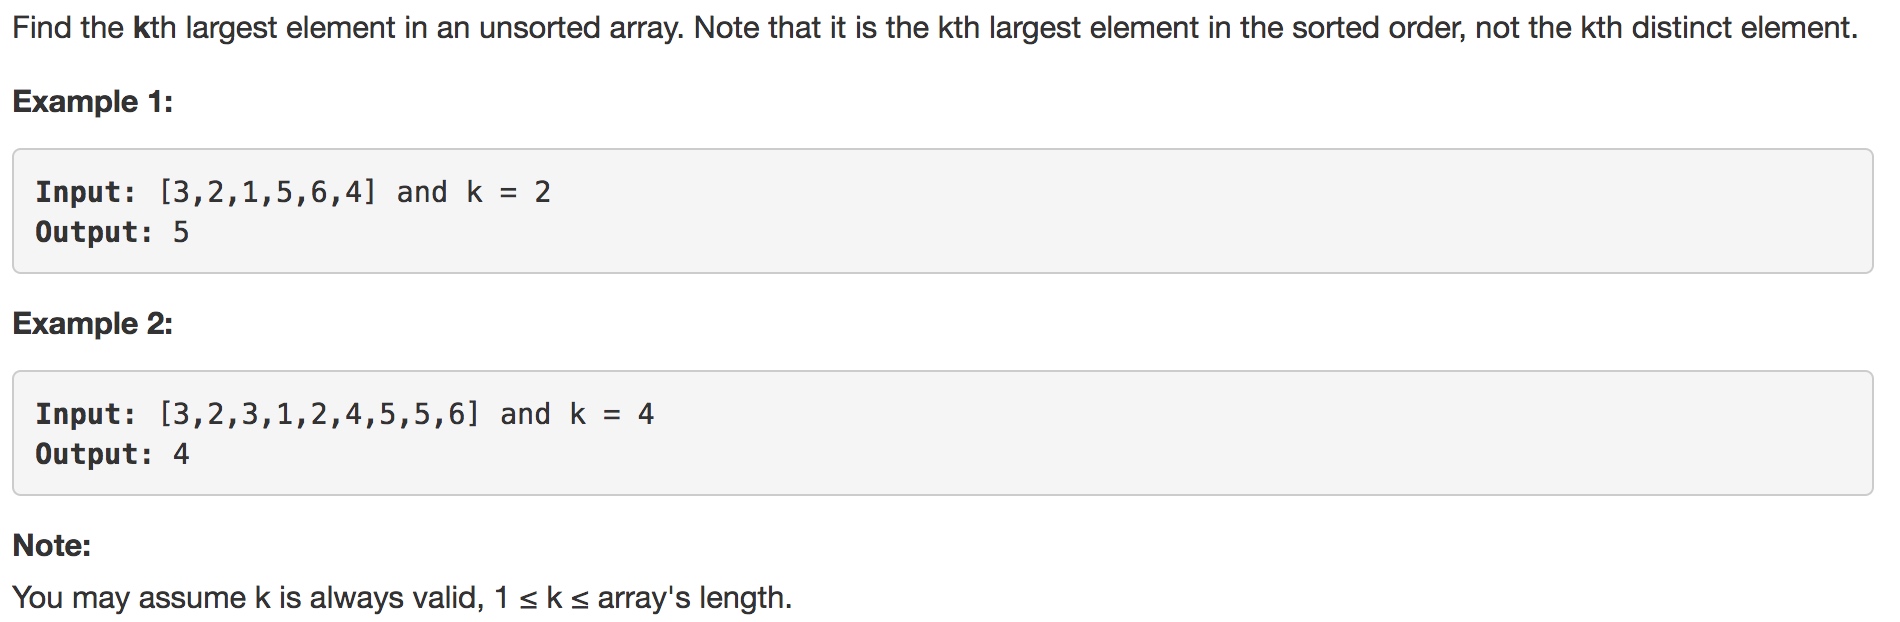 Find the kth largest element in an unsorted array. Note that it is the kth largest element in the sorted order, not the kth distinct element.
Example 1:
Input: [3,2,1,5,6,4] and k = 2
Output: 5
Example 2:
Input: [3,2,3,1,2,4,5,5,6] and k = 4
Output: 4
Note:
You may assume k is always valid, 1 ≤ k ≤ array's length.